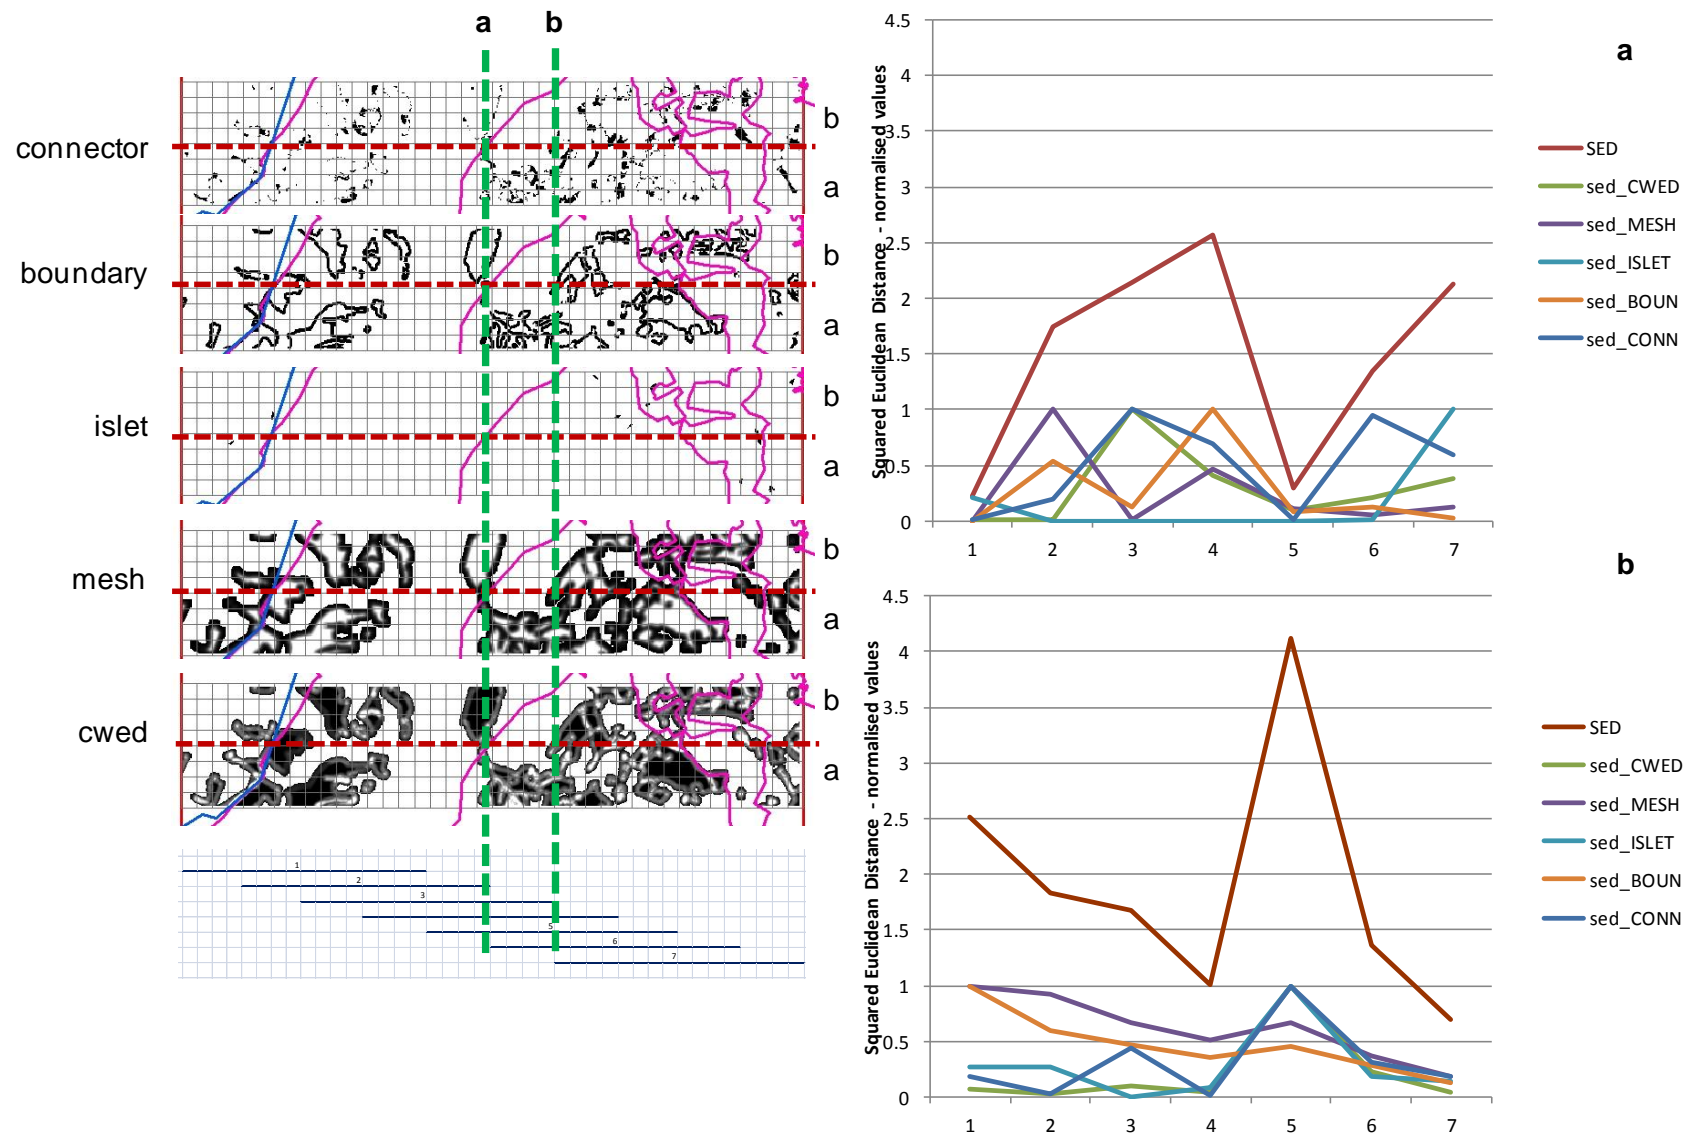 a b
connector
b
a
boundary
b
a
islet
b
a
mesh
b
a
cwed
b
a
1
2
3
5
6
7
a
Squared Euclidean Distance - normalised values
4.5
4
3.5
3
2.5
2
1.5
1
0.5
0
1 2 3 4 5 6 7
SED
sed_CWED
sed_MESH
sed_ISLET
sed_BOUN
sed_CONN
b
Squared Euclidean Distance - normalised values
4.5
4
3.5
3
2.5
2
1.5
1
0.5
0
1 2 3 4 5 6 7
SED
sed_CWED
sed_MESH
sed_ISLET
sed_BOUN
sed_CONN